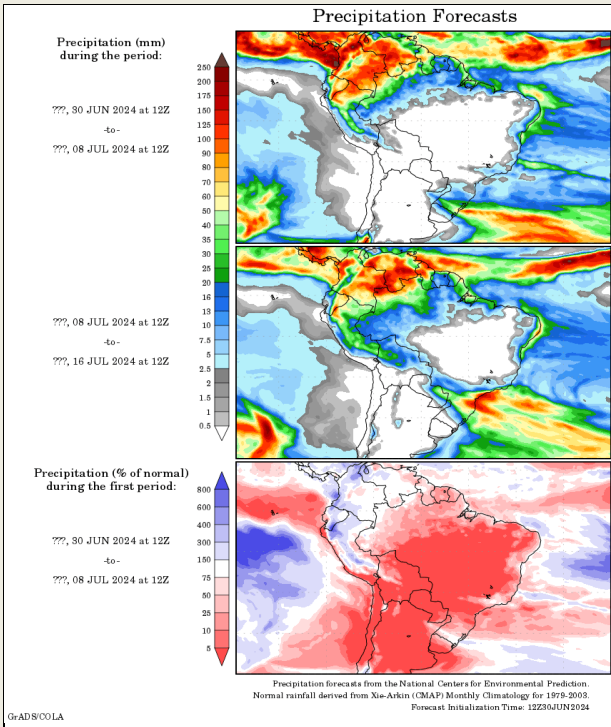 Precipitation Forecasts
Precipitation (mm)
during the period:
???, 30 JUN 2024 at 12Z
-to-
???, 08 JUL 2024 at 12Z
250
200
175
150
125
100
90
80
70
60
50
40
35
30
25
20
16
13
10
7.5
5
2.5
2
1.5
1
0.5
???, 08 JUL 2024 at 12Z
-to-
???, 16 JUL 2024 at 12Z
Precipitation (% of normal)
during the first period:
???, 30 JUN 2024 at 12Z
-to-
???, 08 JUL 2024 at 12Z
800
600
400
300
150
75
50
25
10
5
Precipitation forecasts from the National Centers for Environmental Prediction.
Normal rainfall derived from Xie-Arkin (CMAP) Monthly Climatology for 1979-2003.
Forecast Initialization Time: 12Z30JUN2024
GrADS/COLA